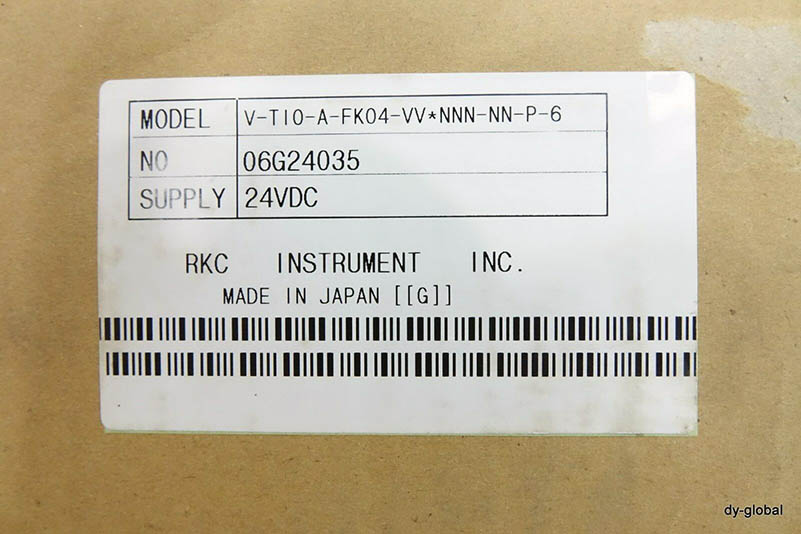 MODEL V-TIO-A-FK04-VV*NNN-NN-P-6
NO 06G24035
SUPPLY 24VDC
RKC INSTRUMENT INC.
MADE IN JAPAN [[G]]
dy-global